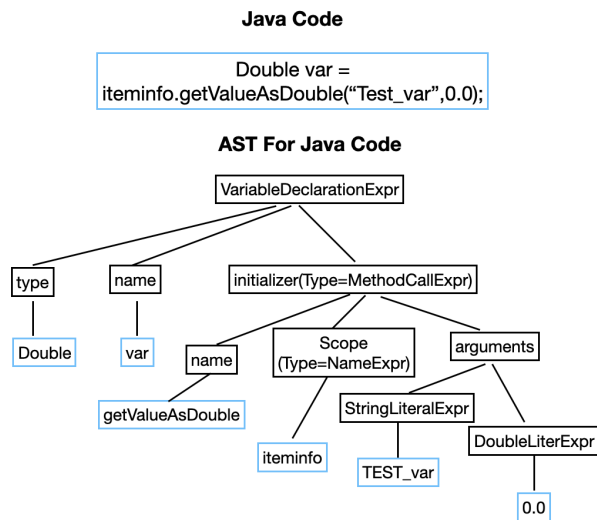 Java Code
Double var =
iteminfo.getValueAsDouble(“Test_var”,0.0);
AST For Java Code
VariableDeclarationExpr
type
name
initializer(Type=MethodCallExpr)
Double
var
name
Scope
(Type=NameExpr)
arguments
getValueAsDouble
StringLiteralExpr
iteminfo
DoubleLiterExpr
TEST_var
0.0